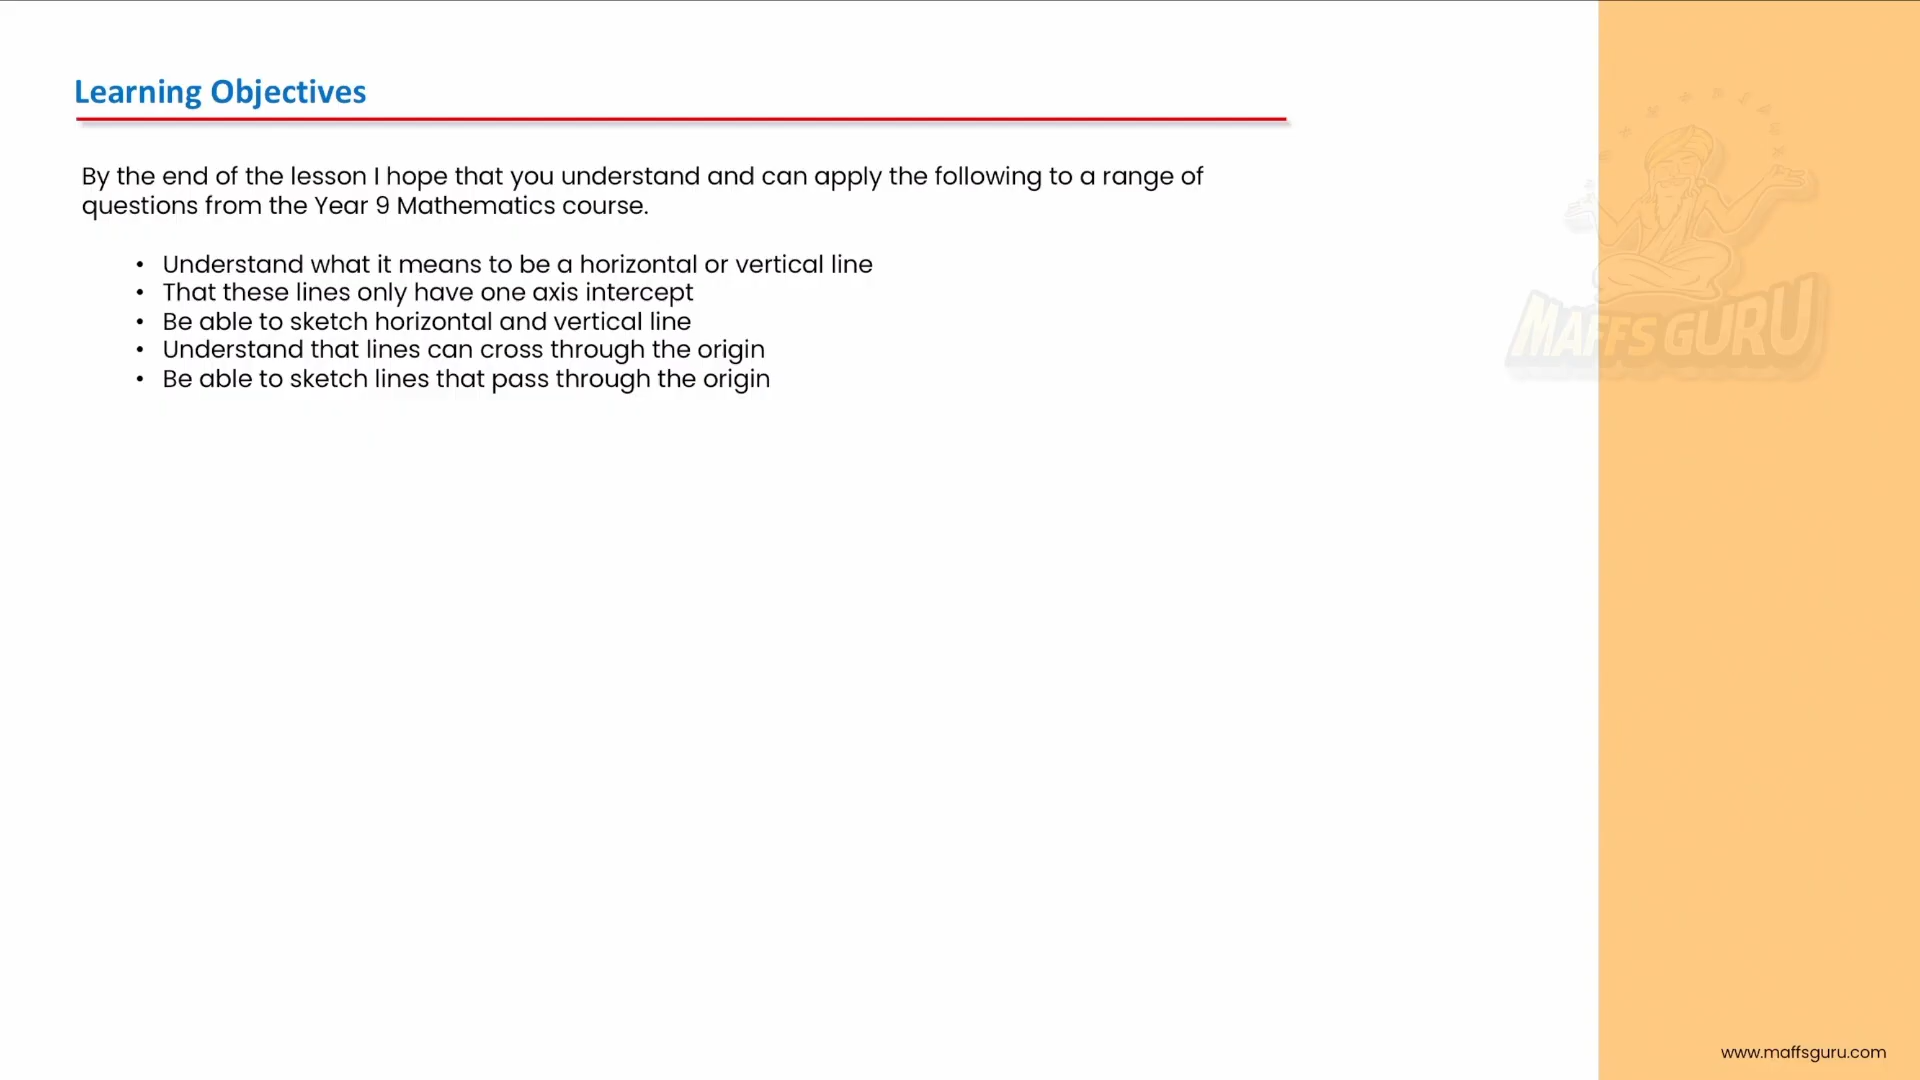 Learning Objectives
By the end of the lesson I hope that you understand and can apply the following to a range of
questions from the Year 9 Mathematics course.
• Understand what it means to be a horizontal or vertical line
• That these lines only have one axis intercept
• Be able to sketch horizontal and vertical line
• Understand that lines can cross through the origin
• Be able to sketch lines that pass through the origin
MAFFS GURU
www.maffsguru.com